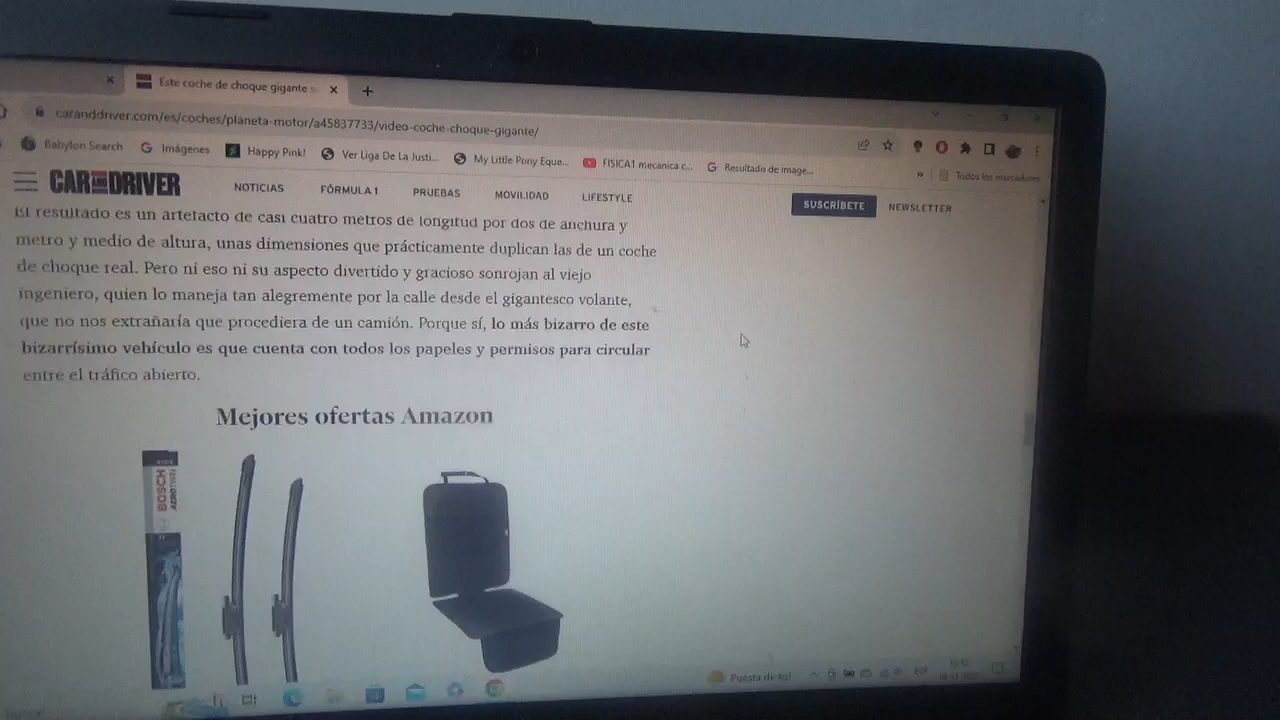 Este coche de choque gigante s
caranddriver.com/es/coches/planeta-motor/a45837733/video-coche-choque-gigante/
Babylon Search
Imágenes
Happy Pink!
Ver Liga De La Justi...
My Little Pony Eque...
FISICA1 mecanica c...
Resultado de image...
»
Todos los marcadores
CAR AND DRIVER
NOTICIAS
FÓRMULA 1
PRUEBAS
MOVILIDAD
LIFESTYLE
SUSCRÍBETE
NEWSLETTER
El resultado es un artefacto de casi cuatro metros de longitud por dos de anchura y
metro y medio de altura, unas dimensiones que prácticamente duplican las de un coche
de choque real. Pero ni eso ni su aspecto divertido y gracioso sonrojan al viejo
ingeniero, quien lo maneja tan alegremente por la calle desde el gigantesco volante,
que no nos extrañaría que procediera de un camión. Porque sí, lo más bizarro de este
bizarrísimo vehículo es que cuenta con todos los papeles y permisos para circular
entre el tráfico abierto.
Mejores ofertas Amazon
BOSCH
AEROTWIN
Puesta de sol